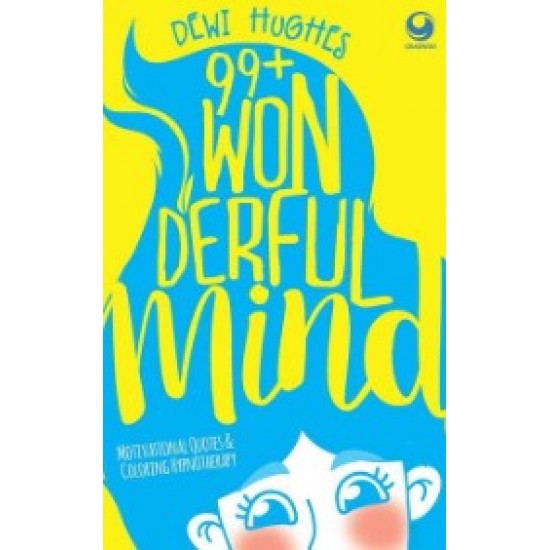 DEWI HUGHES
99+
WON
DERFUL
Mind
MOTIVATIONAL QUOTES &
COLORING HYPNOTHERAPY